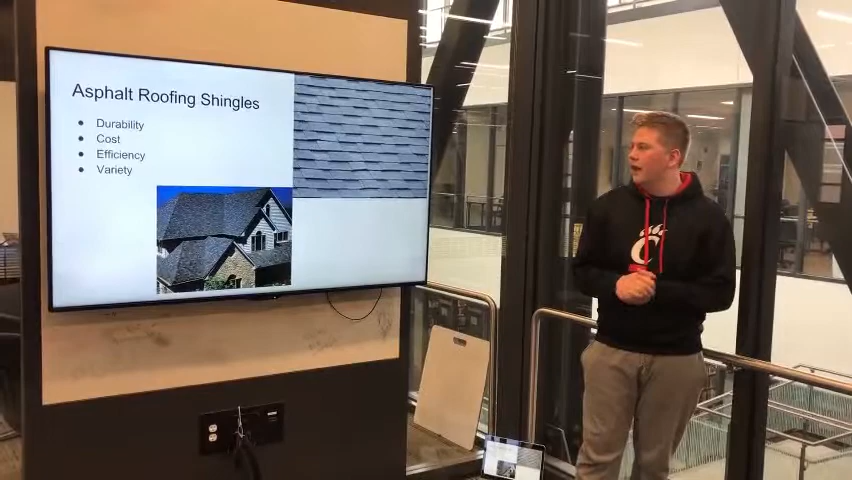 Asphalt Roofing Shingles
● Durability
● Cost
● Efficiency
● Variety